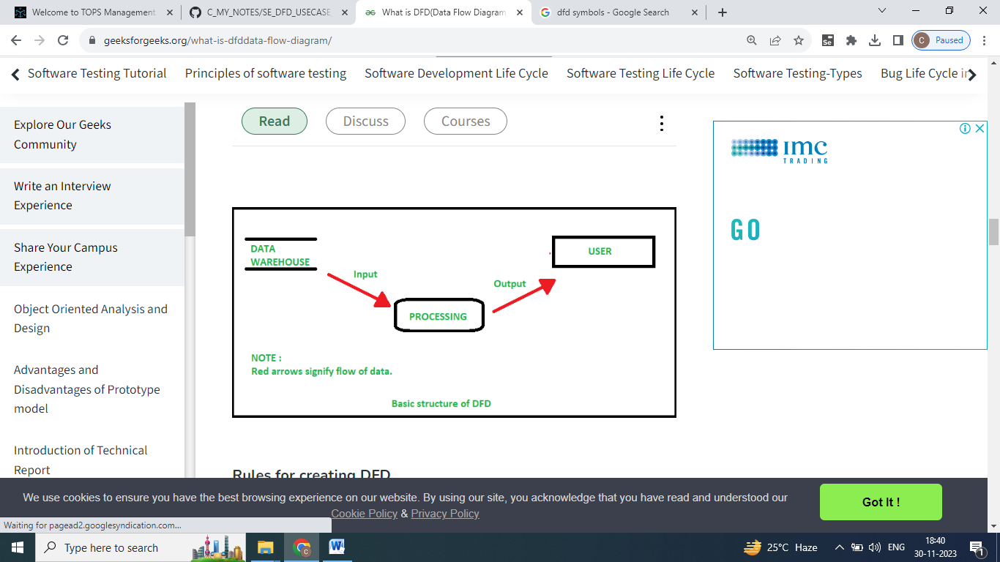 Welcome to TOPS Management
C_MY_NOTES/SE_DFD_USECASE_
What is DFD(Data Flow Diagram
dfd symbols - Google Search
geeksforgeeks.org/what-is-dfddata-flow-diagram/
Se
C
Paused
Software Testing Tutorial
Principles of software testing
Software Development Life Cycle
Software Testing Life Cycle
Software Testing-Types
Bug Life Cycle in
Explore Our Geeks
Community
Write an Interview
Experience
Share Your Campus
Experience
Object Oriented Analysis and
Design
Advantages and
Disadvantages of Prototype
model
Introduction of Technical
Report
Read
Discuss
Courses
DATA
WAREHOUSE
Input
PROCESSING
Output
USER
NOTE :
Red arrows signify flow of data.
Basic structure of DFD
Rules for creating DFD
imc
TRADING
GO
We use cookies to ensure you have the best browsing experience on our website. By using our site, you acknowledge that you have read and understood our
Cookie Policy & Privacy Policy
Got It !
Waiting for pagead2.googlesyndication.com...
Type here to search
C
W
25°C Haze
ENG
18:40
30-11-2023
1